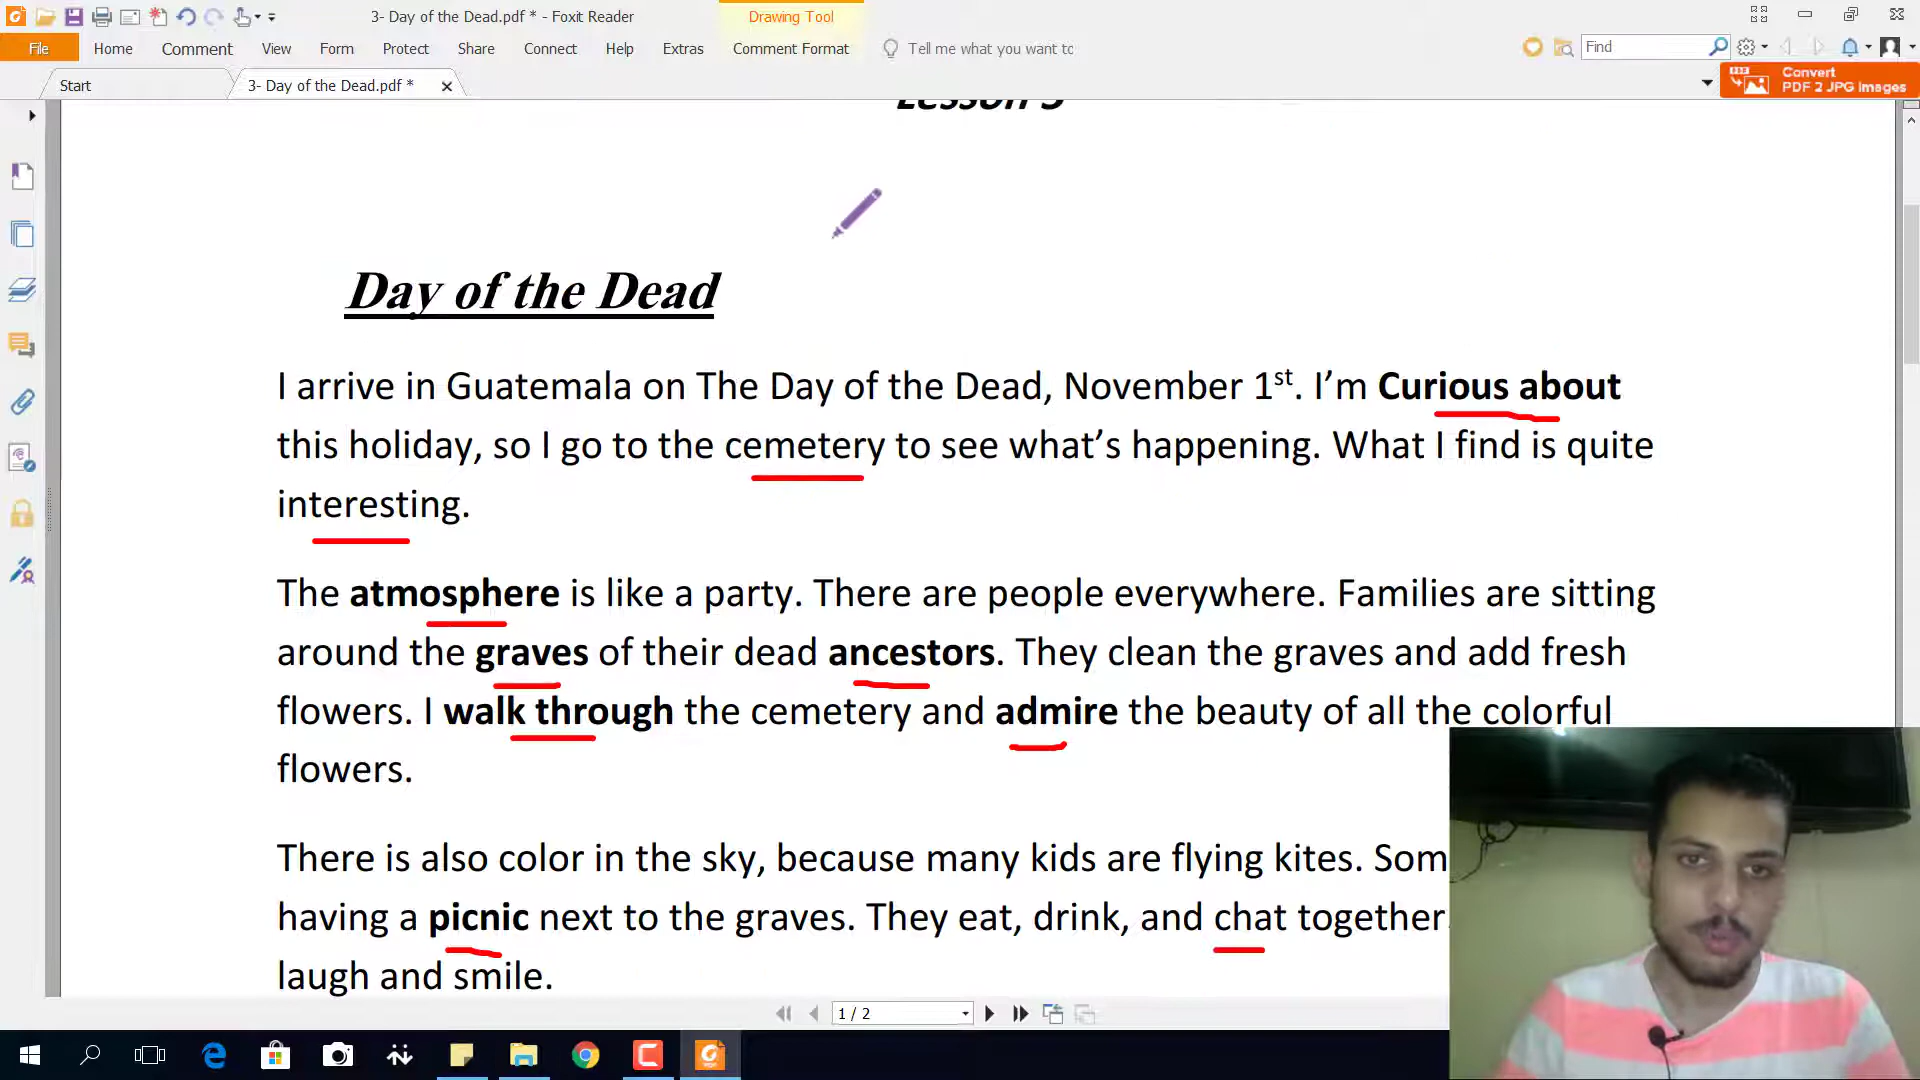 3- Day of the Dead.pdf * - Foxit Reader
Drawing Tool
File Home Comment View Form Protect Share Connect Help Extras Comment Format Tell me what you want to Find
Start 3- Day of the Dead.pdf *
Convert
PDF 2 JPG Images
Lesson 3
Day of the Dead
I arrive in Guatemala on The Day of the Dead, November 1st. I'm Curious about
this holiday, so I go to the cemetery to see what's happening. What I find is quite
interesting.
The atmosphere is like a party. There are people everywhere. Families are sitting
around the graves of their dead ancestors. They clean the graves and add fresh
flowers. I walk through the cemetery and admire the beauty of all the colorful
flowers.
There is also color in the sky, because many kids are flying kites. Som
having a picnic next to the graves. They eat, drink, and chat together.
laugh and smile.
1 / 2